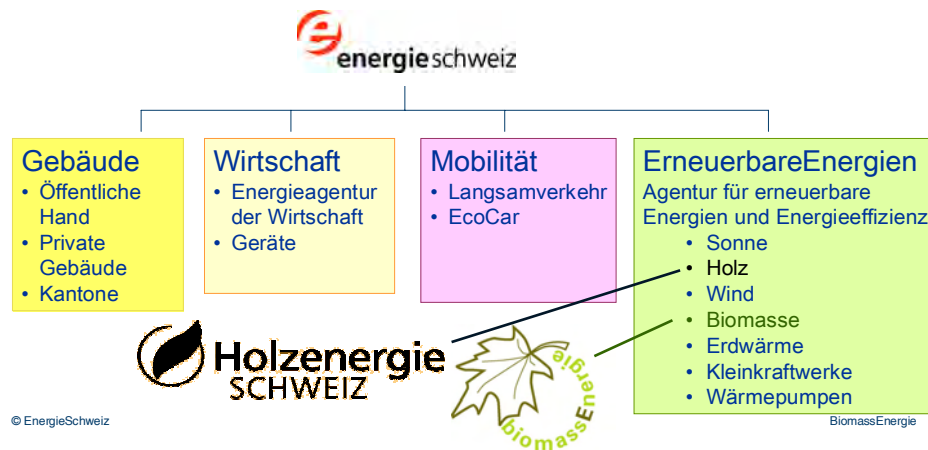 energieschweiz
Gebäude
• Öffentliche
Hand
• Private
Gebäude
• Kantone
Wirtschaft
• Energieagentur
der Wirtschaft
• Geräte
Mobilität
• Langsamverkehr
• EcoCar
ErneuerbareEnergien
Agentur für erneuerbare
Energien und Energieeffizienz
• Sonne
• Holz
• Wind
• Biomasse
• Erdwärme
• Kleinkraftwerke
• Wärmepumpen
Holzenergie
SCHWEIZ
biomassEnergie
© EnergieSchweiz
BiomassEnergie